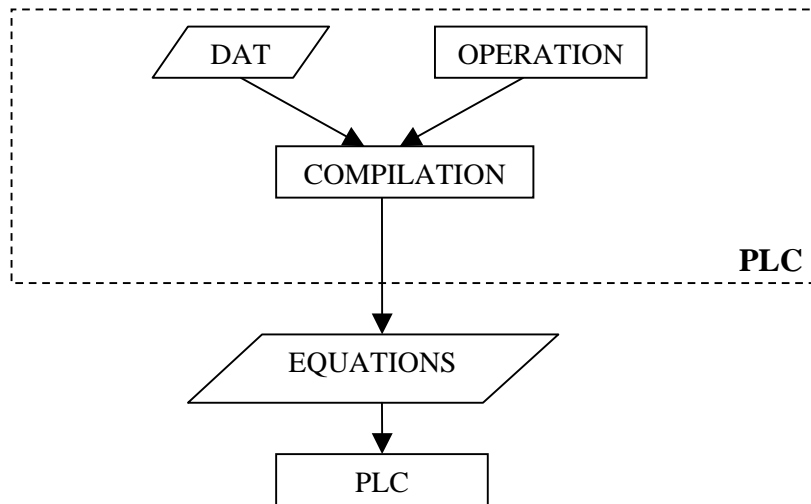 DAT
OPERATION
COMPILATION
PLC
EQUATIONS
PLC